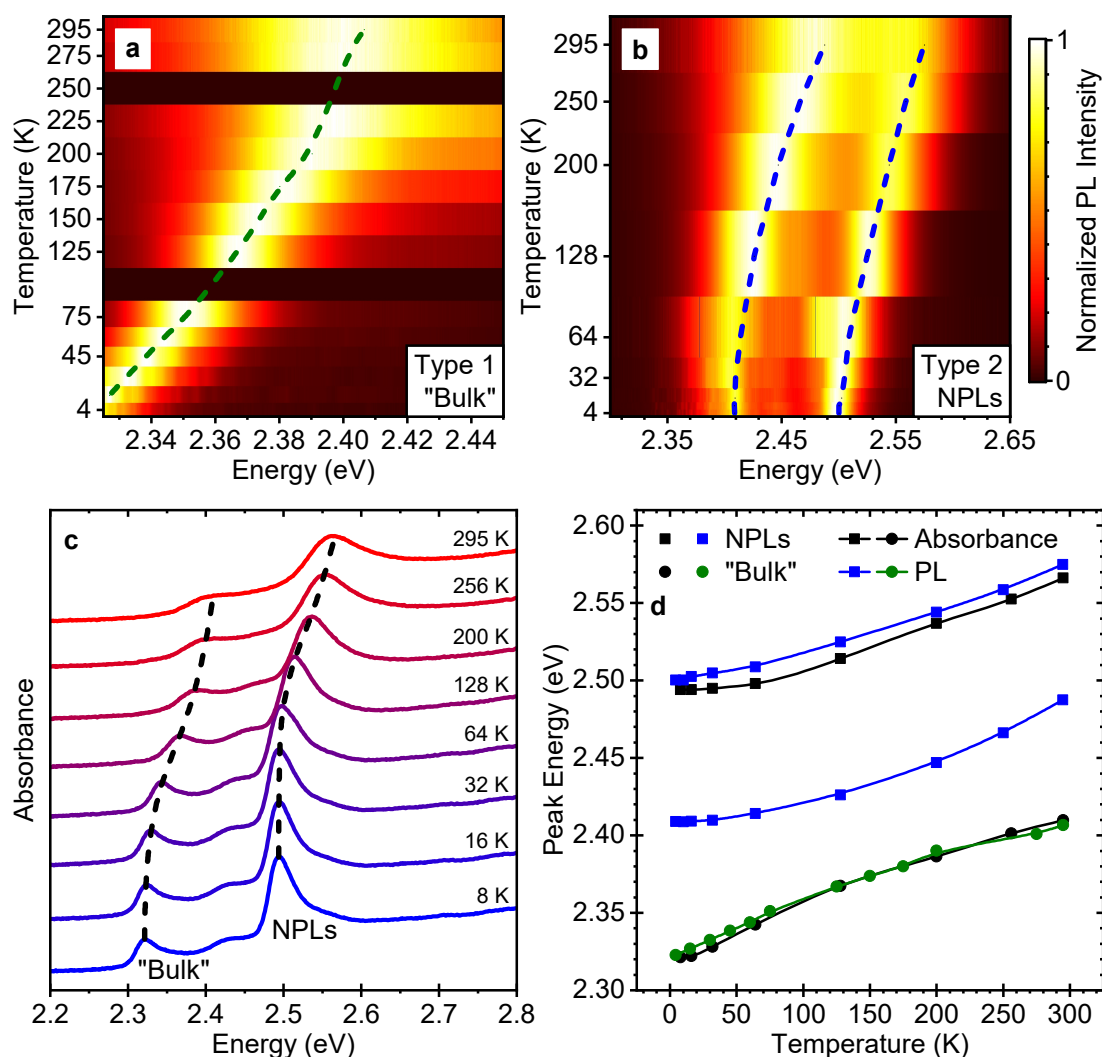 a
295
275
250
225
200
175
150
125
75
45
4
Temperature (K)
2.34
2.36
2.38
2.40
2.42
2.44
Energy (eV)
Type 1
"Bulk"
b
295
250
200
128
64
32
4
Temperature (K)
2.35
2.45
2.55
2.65
Energy (eV)
Type 2
NPLs
1
0
Normalized PL Intensity
c
295 K
256 K
200 K
128 K
64 K
32 K
16 K
8 K
"Bulk"
NPLs
Absorbance
2.2
2.3
2.4
2.5
2.6
2.7
2.8
Energy (eV)
NPLs
Absorbance
"Bulk"
PL
d
2.60
2.55
2.50
2.45
2.40
2.35
2.30
Peak Energy (eV)
0
50
100
150
200
250
300
Temperature (K)